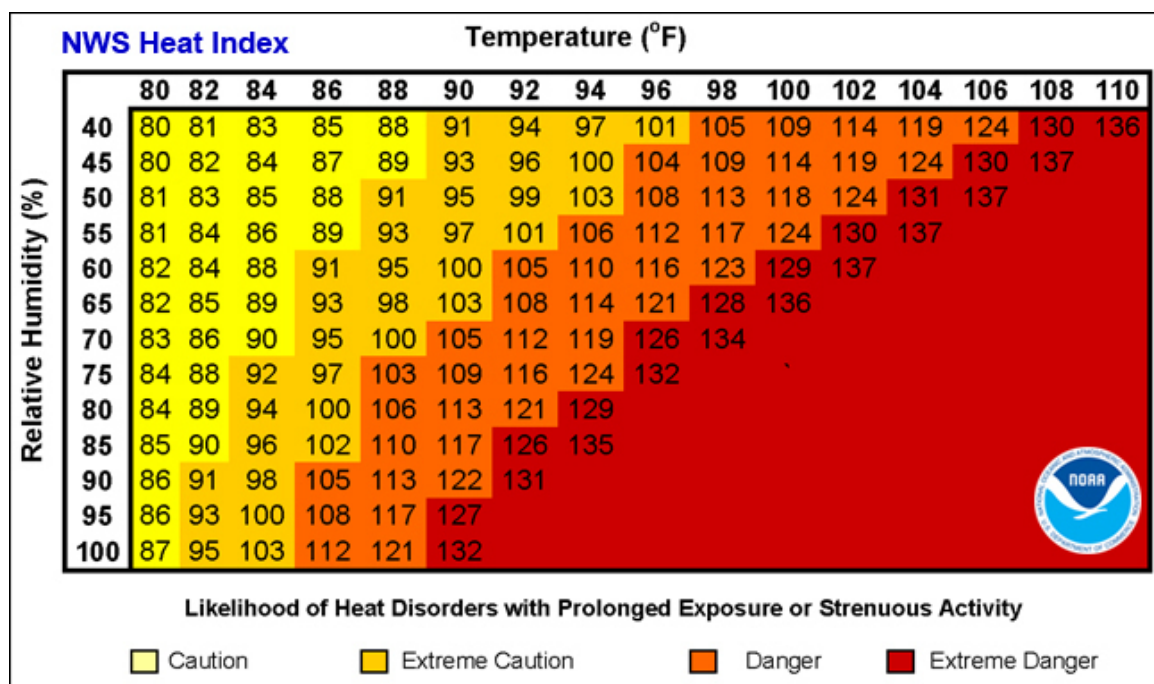 NWS Heat Index Temperature (°F)
80 82 84 86 88 90 92 94 96 98 100 102 104 106 108 110
Relative Humidity (%)
40 80 81 83 85 88 91 94 97 101 105 109 114 119 124 130 136
45 80 82 84 87 89 93 96 100 104 109 114 119 124 130 137
50 81 83 85 88 91 95 99 103 108 113 118 124 131 137
55 81 84 86 89 93 97 101 106 112 117 124 130 137
60 82 84 88 91 95 100 105 110 116 123 129 137
65 82 85 89 93 98 103 108 114 121 128 136
70 83 86 90 95 100 105 112 119 126 134
75 84 88 92 97 103 109 116 124 132
80 84 89 94 100 106 113 121 129
85 85 90 96 102 110 117 126 135
90 86 91 98 105 113 122 131
95 86 93 100 108 117 127
100 87 95 103 112 121 132
NOAA
NATIONAL OCEANIC AND ATMOSPHERIC ADMINISTRATION
U.S. DEPARTMENT OF COMMERCE
Likelihood of Heat Disorders with Prolonged Exposure or Strenuous Activity
Caution Extreme Caution Danger Extreme Danger